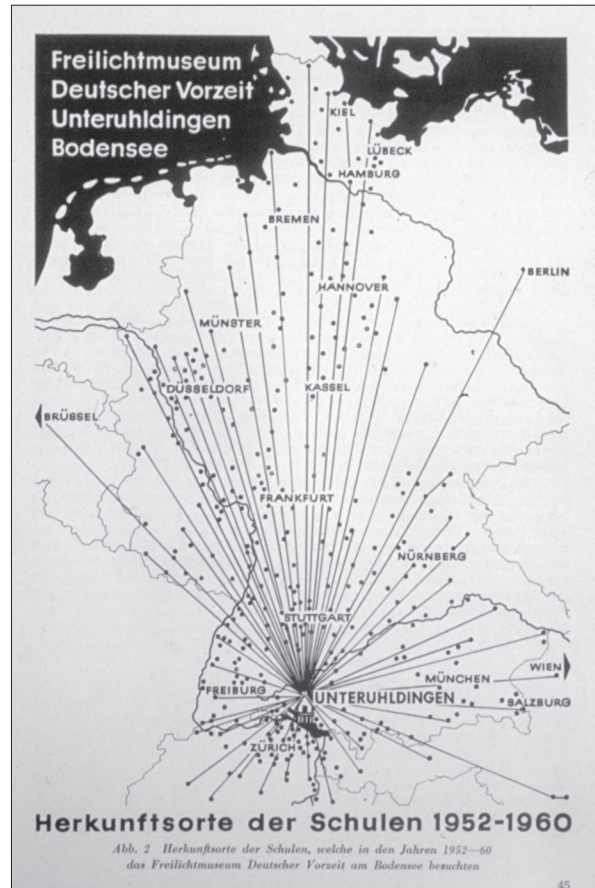 Freilichtmuseum
Deutscher Vorzeit
Unteruhldingen
Bodensee
KIEL
LÜBECK
HAMBURG
BREMEN
BERLIN
HANNOVER
MÜNSTER
DÜSSELDORF
KASSEL
BRÜSSEL
FRANKFURT
NÜRNBERG
STUTTGART
WIEN
MÜNCHEN
FREIBURG
UNTERUHLDINGEN
SALZBURG
ZÜRICH
Herkunftsorte der Schulen 1952-1960
Abb. 2 Herkunftsorte der Schulen, welche in den Jahren 1952—60
das Freilichtmuseum Deutscher Vorzeit am Bodensee besuchten
45